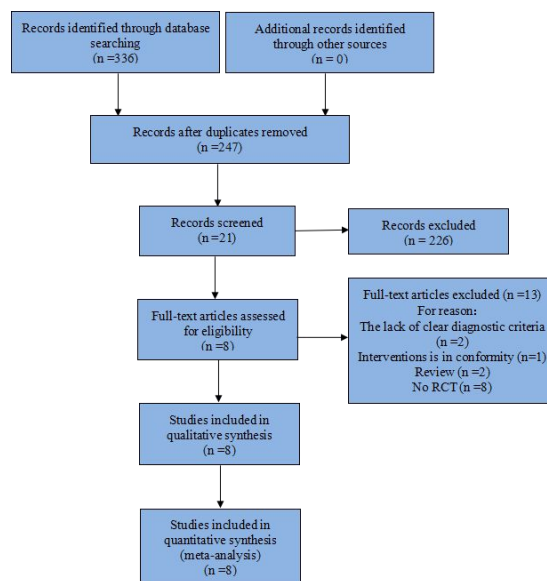 Records identified through database
searching
(n =336)
Additional records identified
through other sources
(n = 0)
Records after duplicates removed
(n =247)
Records screened
(n =21)
Records excluded
(n = 226)
Full-text articles assessed
for eligibility
(n =8)
Full-text articles excluded (n =13)
For reason:
The lack of clear diagnostic criteria
(n =2)
Interventions is in conformity (n=1)
Review (n =2)
No RCT (n =8)
Studies included in
qualitative synthesis
(n =8)
Studies included in
quantitative synthesis
(meta-analysis)
(n =8)